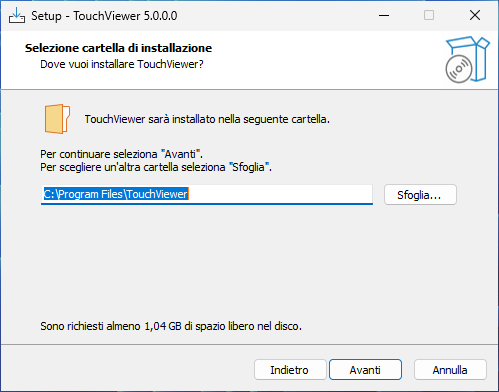 Setup - TouchViewer 5.0.0.0
Selezione cartella di installazione
Dove vuoi installare TouchViewer?
TouchViewer sarà installato nella seguente cartella.
Per continuare seleziona "Avanti".
Per scegliere un'altra cartella seleziona "Sfoglia".
C:\Program Files\TouchViewer
Sfoglia...
Sono richiesti almeno 1,04 GB di spazio libero nel disco.
Indietro
Avanti
Annulla